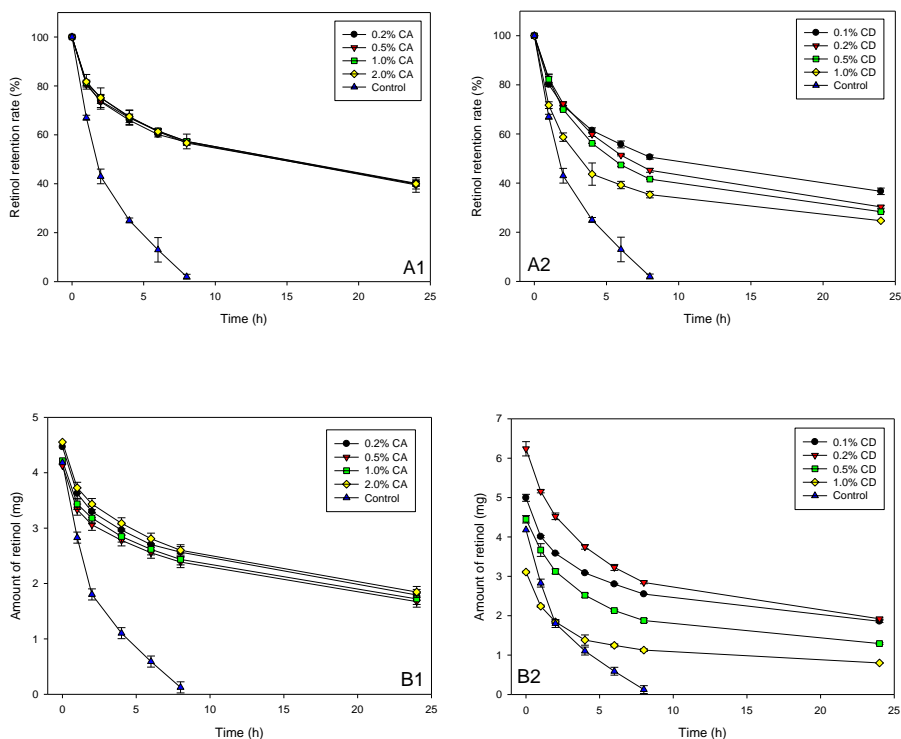 100
80
60
40
20
0
Retinol retention rate (%)
0.2% CA
0.5% CA
1.0% CA
2.0% CA
Control
A1
0 5 10 15 20 25
Time (h)
100
80
60
40
20
0
Retinol retention rate (%)
0.1% CD
0.2% CD
0.5% CD
1.0% CD
Control
A2
0 5 10 15 20 25
Time (h)
5
4
3
2
1
0
Amount of retinol (mg)
0.2% CA
0.5% CA
1.0% CA
2.0% CA
Control
B1
0 5 10 15 20 25
Time (h)
7
6
5
4
3
2
1
0
Amount of retinol (mg)
0.1% CD
0.2% CD
0.5% CD
1.0% CD
Control
B2
0 5 10 15 20 25
Time (h)